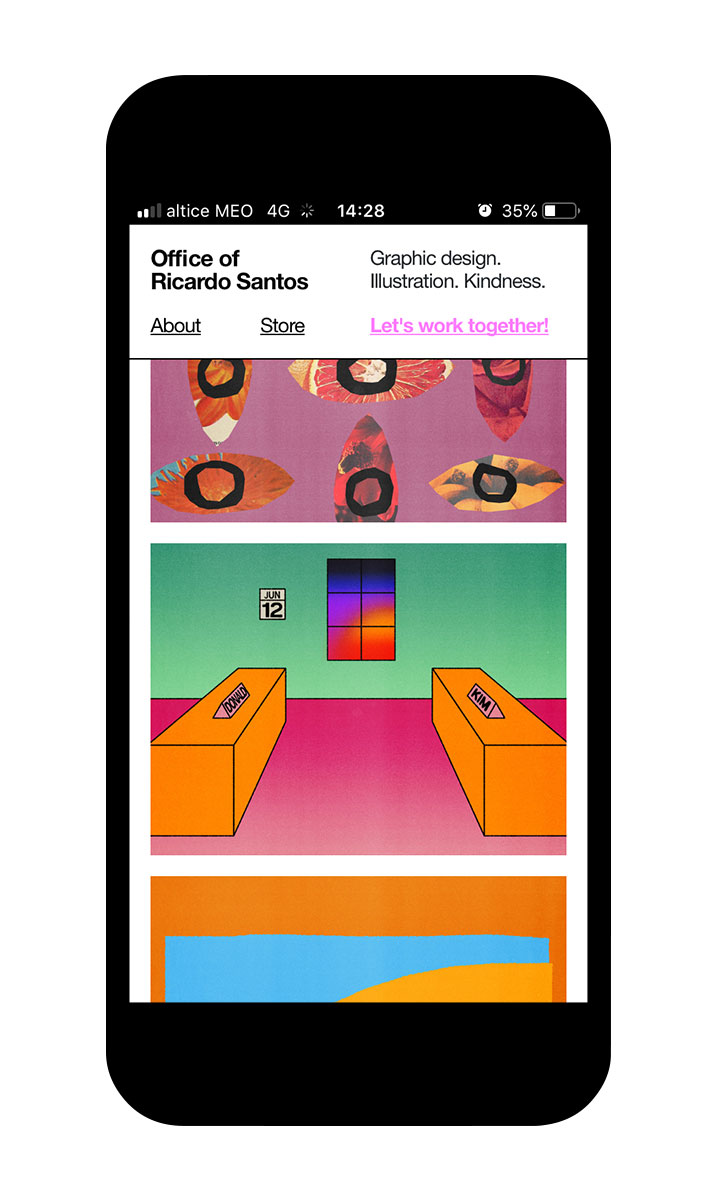 altice MEO 4G 14:28 35%
Office of
Ricardo Santos
Graphic design.
Illustration. Kindness.
About Store Let's work together!
JUN
12
DONALD
KIM